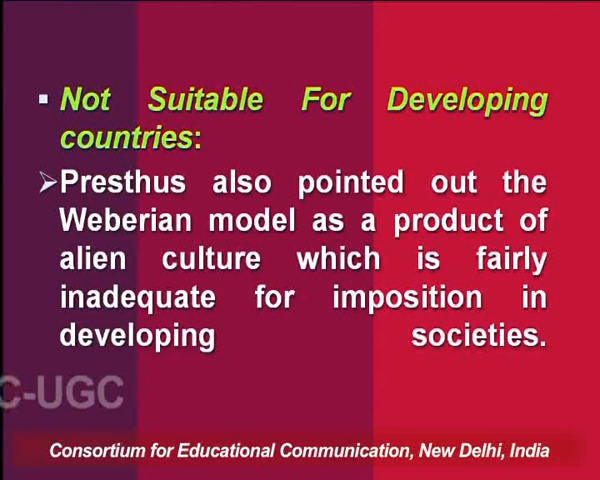 Not Suitable For Developing
countries:
Presthus also pointed out the
Weberian model as a product of
alien culture which is fairly
inadequate for imposition in
developing societies.
C-UGC
Consortium for Educational Communication, New Delhi, India